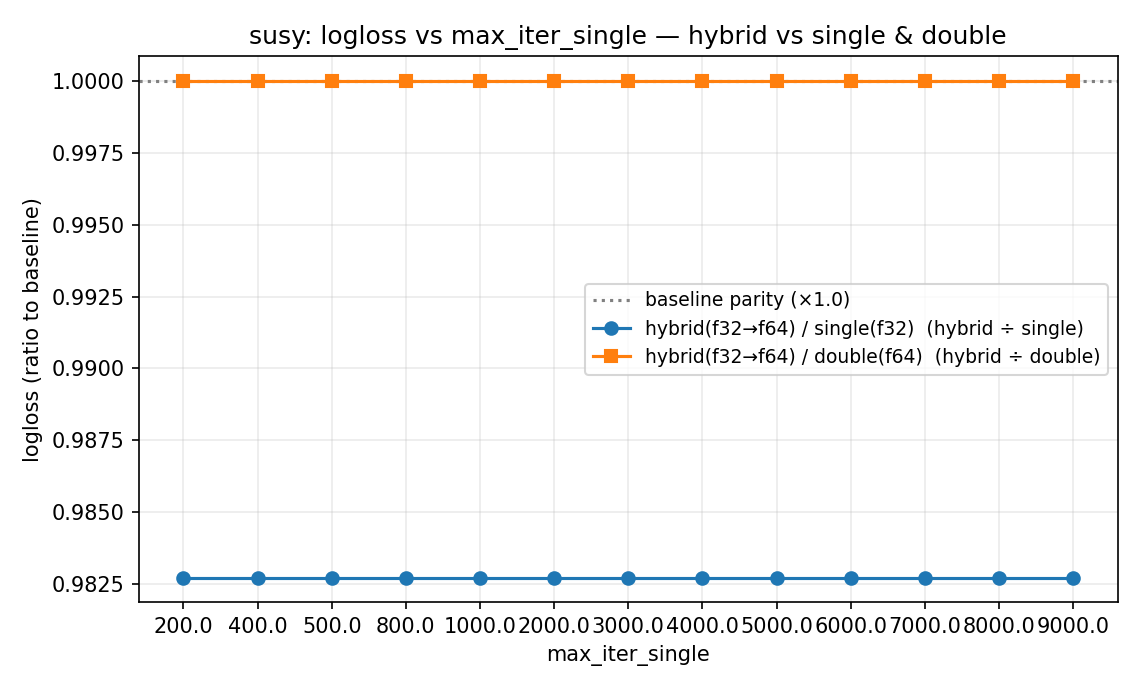 susy: logloss vs max_iter_single — hybrid vs single & double
logloss (ratio to baseline)
1.0000
0.9975
0.9950
0.9925
0.9900
0.9875
0.9850
0.9825
baseline parity (×1.0)
hybrid(f32→f64) / single(f32)  (hybrid ÷ single)
hybrid(f32→f64) / double(f64)  (hybrid ÷ double)
200.0 400.0 500.0 800.0 1000.0 2000.0 3000.0 4000.0 5000.0 6000.0 7000.0 8000.0 9000.0
max_iter_single